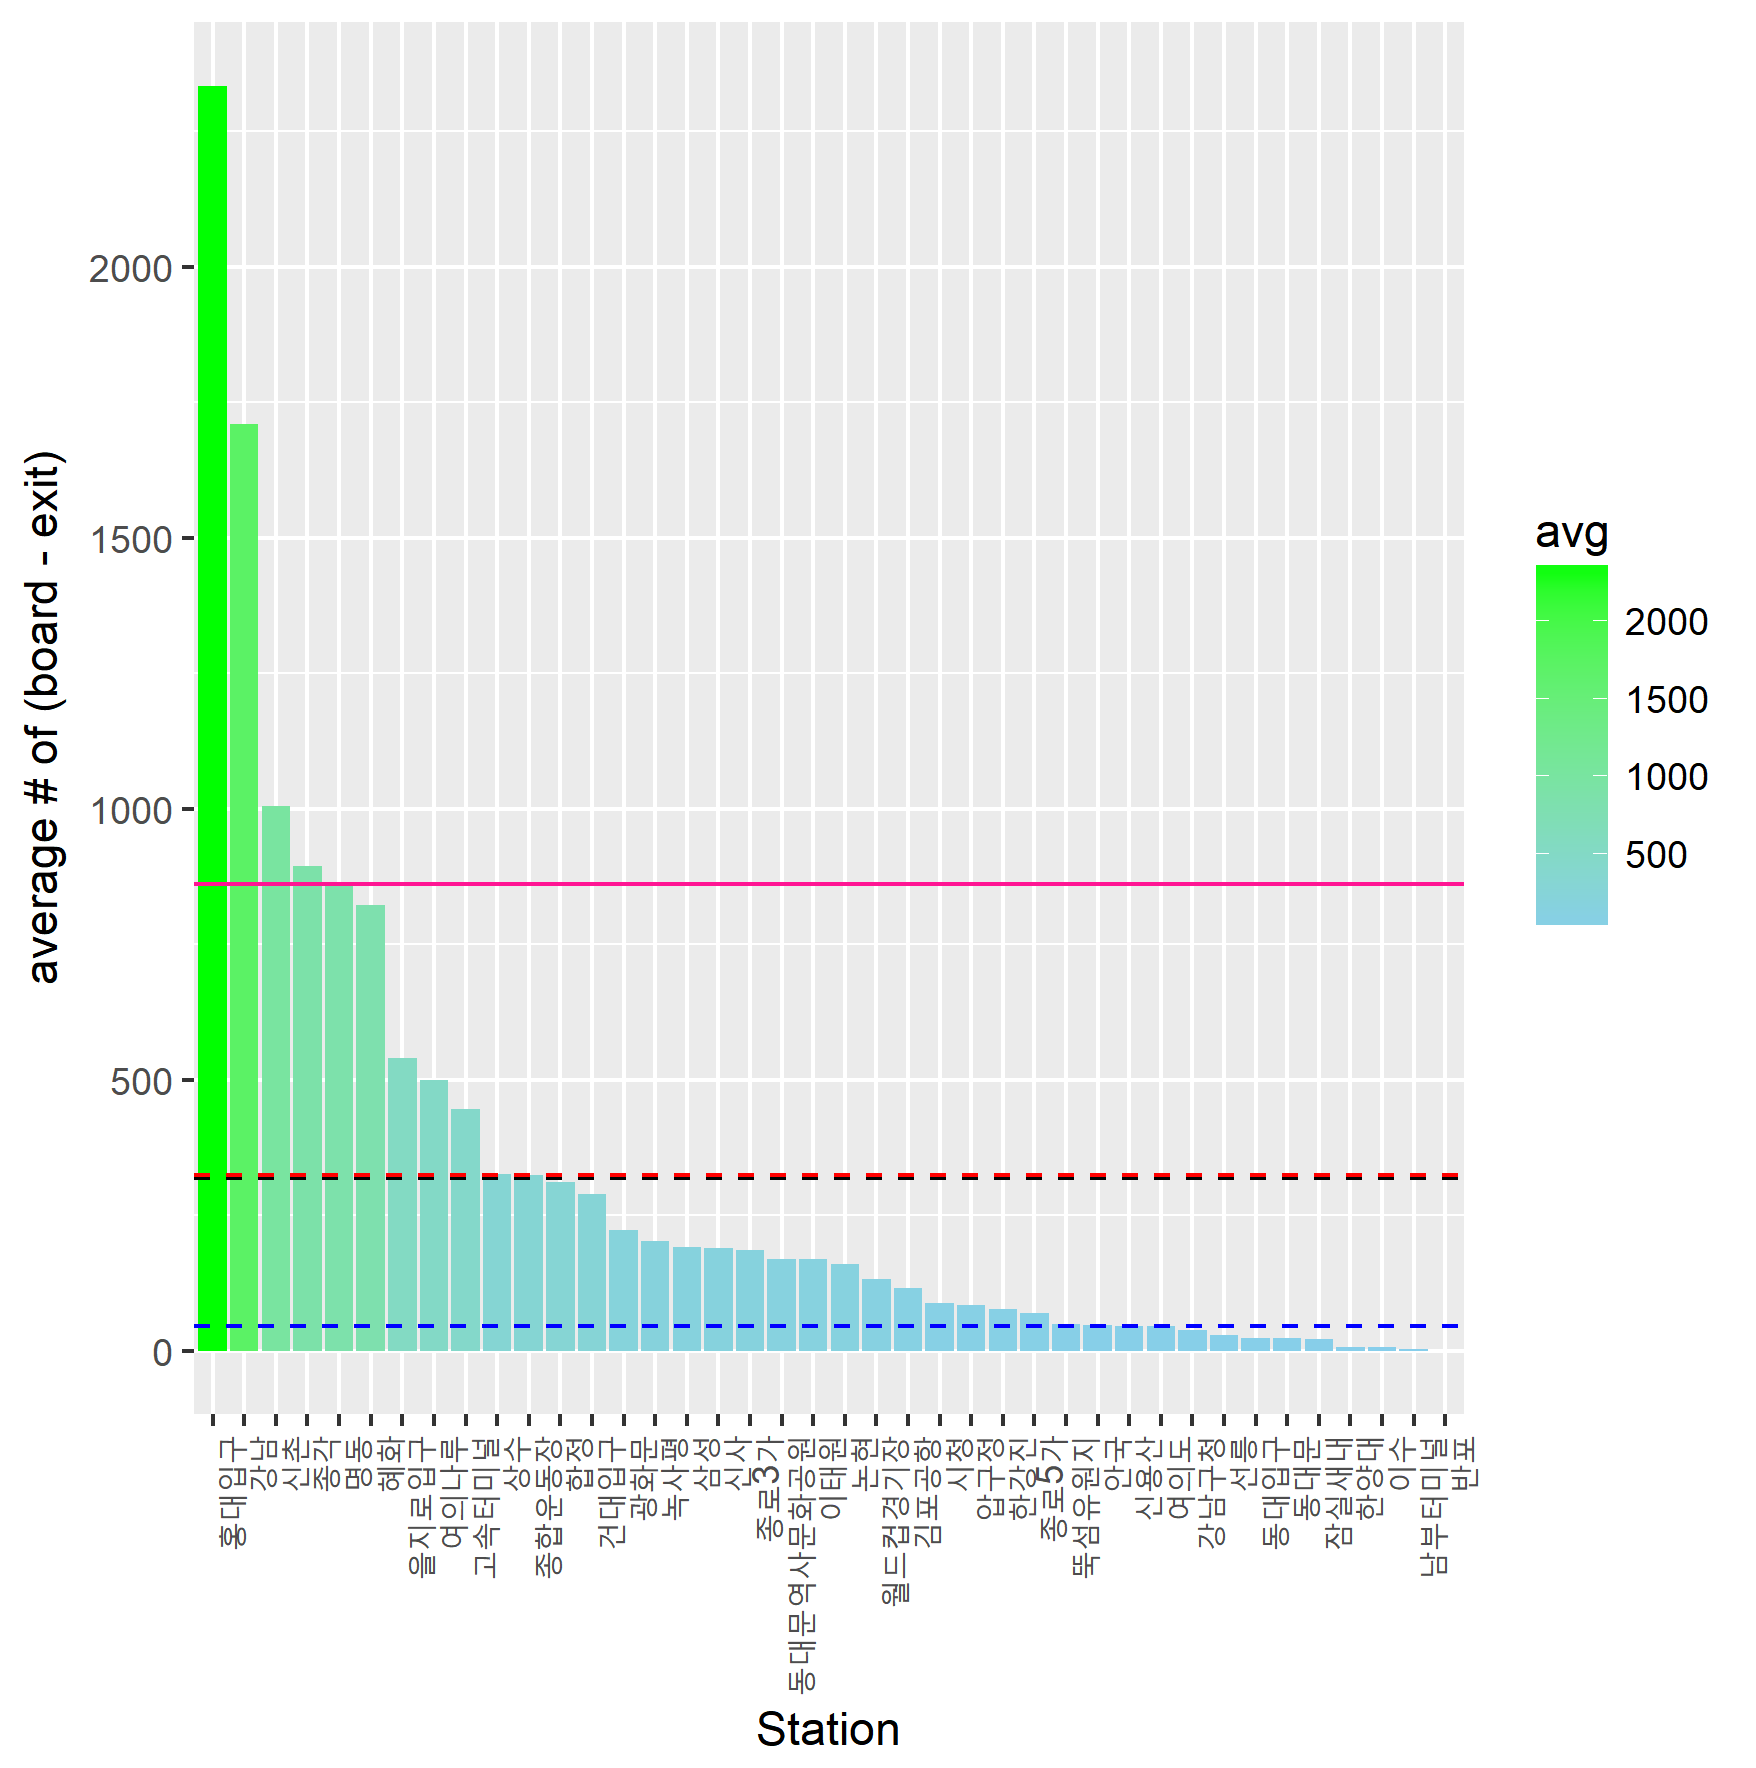 average # of (board - exit)
2000
1500
1000
500
0
홍대입구
강남
신촌
종각
명동
혜화
을지로입구
여의나루
고속터미널
상수
종합운동장
합정
건대입구
광화문
녹사평
삼성
신사
종로3가
동대문역사문화공원
이태원
논현
월드컵경기장
김포공항
시청
압구정
한강진
종로5가
뚝섬유원지
안국
신용산
여의도
강남구청
선릉
동대입구
동대문
잠실새내
한양대
이수
남부터미널
반포
Station
avg
2000
1500
1000
500